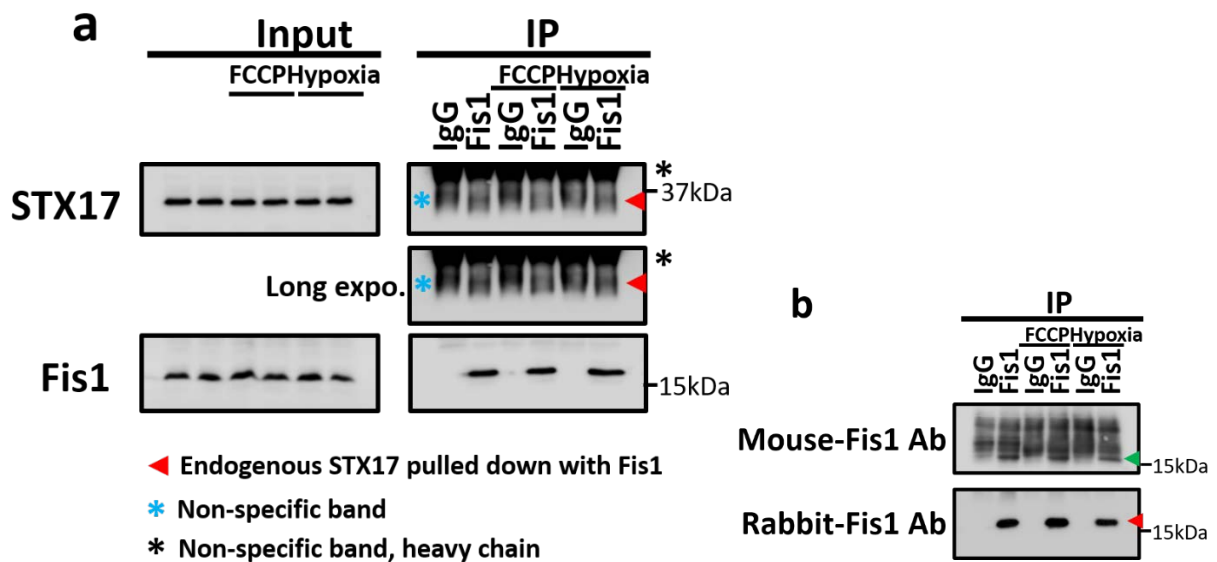 a
Input IP
FCCP Hypoxia FCCP Hypoxia
IgG Fis1 IgG Fis1 IgG Fis1
STX17 * * 37kDa
Long expo. * *
Fis1 15kDa
* Endogenous STX17 pulled down with Fis1
* Non-specific band
* Non-specific band, heavy chain
b
IP
FCCP Hypoxia
IgG Fis1 IgG Fis1 IgG Fis1
Mouse-Fis1 Ab 15kDa
Rabbit-Fis1 Ab 15kDa